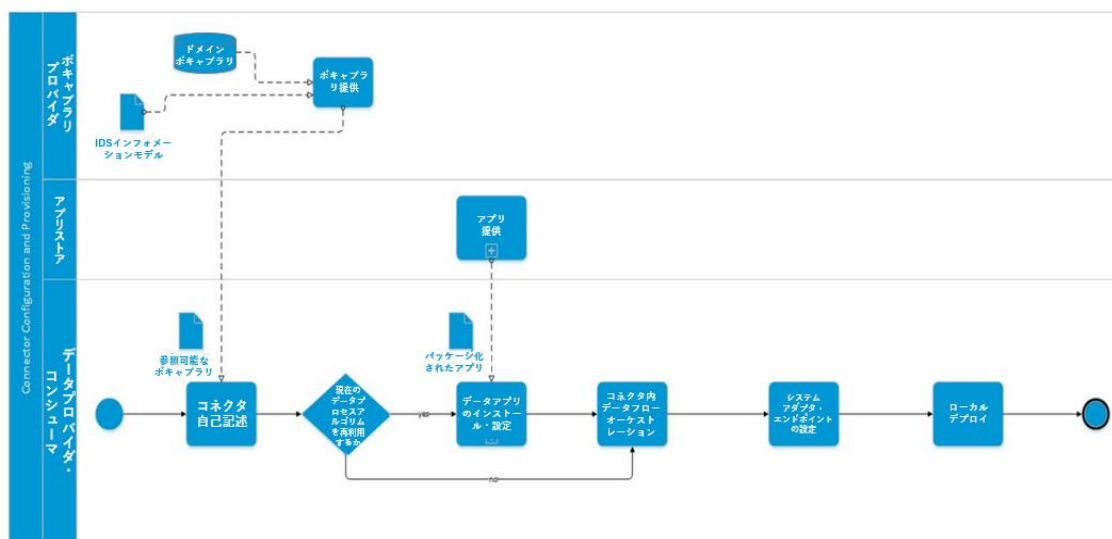 Connector Configuration and Provisioning
ボキャブラリ
プロバイダ
ドメイン
ボキャブラリ
ボキャブラ
リ提供
IDSインフォメー
ションモデル
アプリストア
アプリ
提供
データプロバイダ・
コンシューマ
参照可能な
ボキャブラリ
パッケージ化
されたアプリ
コネクタ
自己記述
現在の
データプ
ロセスア
ルゴリム
を再利用
するか
yes
no
データアプリ
のインストー
ル・設定
コネクタ内
データフロー
オーケスト
レーション
システム
アダプタ・
エンドポイント
の設定
ローカル
デプロイ